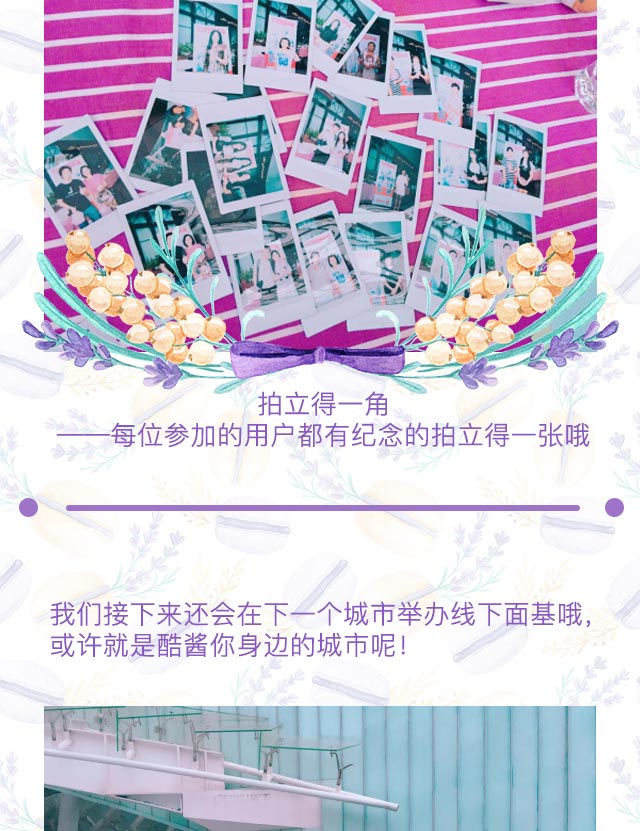 拍立得一角
——每位参加的用户都有纪念的拍立得一张哦
我们接下来还会在下一个城市举办线下面基哦，
或许就是酷酱你身边的城市呢！